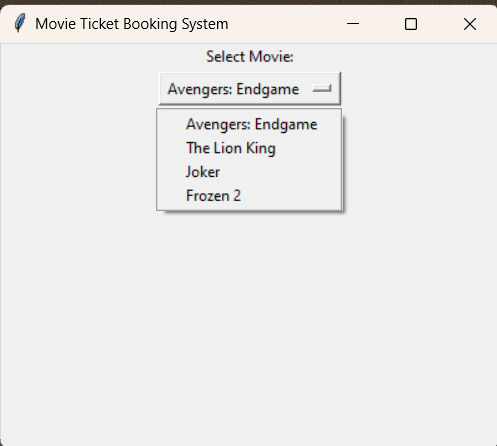 Movie Ticket Booking System
Select Movie:
Avengers: Endgame
Avengers: Endgame
The Lion King
Joker
Frozen 2